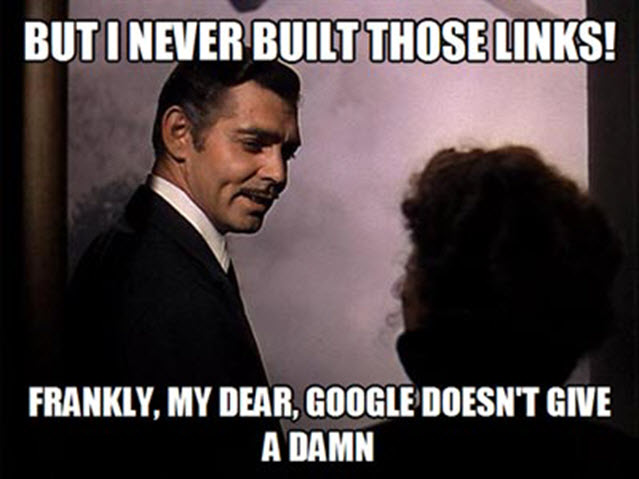 BUT I NEVER BUILT THOSE LINKS!
FRANKLY, MY DEAR, GOOGLE DOESN'T GIVE
A DAMN